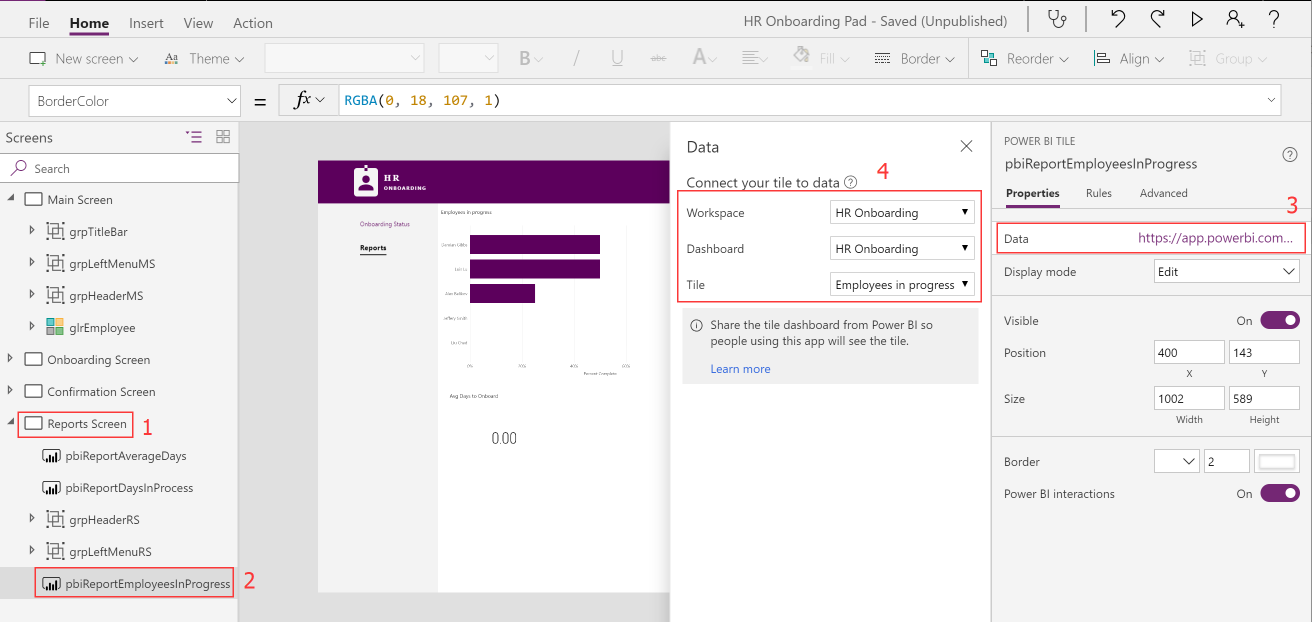 File Home Insert View Action HR Onboarding Pad - Saved (Unpublished) ?
New screen Aa Theme B / U abc A Fill Border Reorder Align Group
BorderColor = fx RGBA(0, 18, 107, 1)
Screens
Search
Main Screen
grpTitleBar
grpLeftMenuMS
grpHeaderMS
glrEmployee
Onboarding Screen
Confirmation Screen
Reports Screen 1
pbiReportAverageDays
pbiReportDaysInProcess
grpHeaderRS
grpLeftMenuRS
pbiReportEmployeesInProgress 2
HR
ONBOARDING
Onboarding Status
Reports
Employees in progress
0%
Percent Complete
Avg Days to Onboard
0.00
Data
4
Connect your tile to data ?
Workspace HR Onboarding
Dashboard HR Onboarding
Tile Employees in progress
Share the tile dashboard from Power BI so
people using this app will see the tile.
Learn more
POWER BI TILE
pbiReportEmployeesInProgress ?
Properties Rules Advanced
3
Data https://app.powerbi.com...
Display mode Edit
Visible On
Position 400 143
X Y
Size 1002 589
Width Height
Border 2
Power BI interactions On